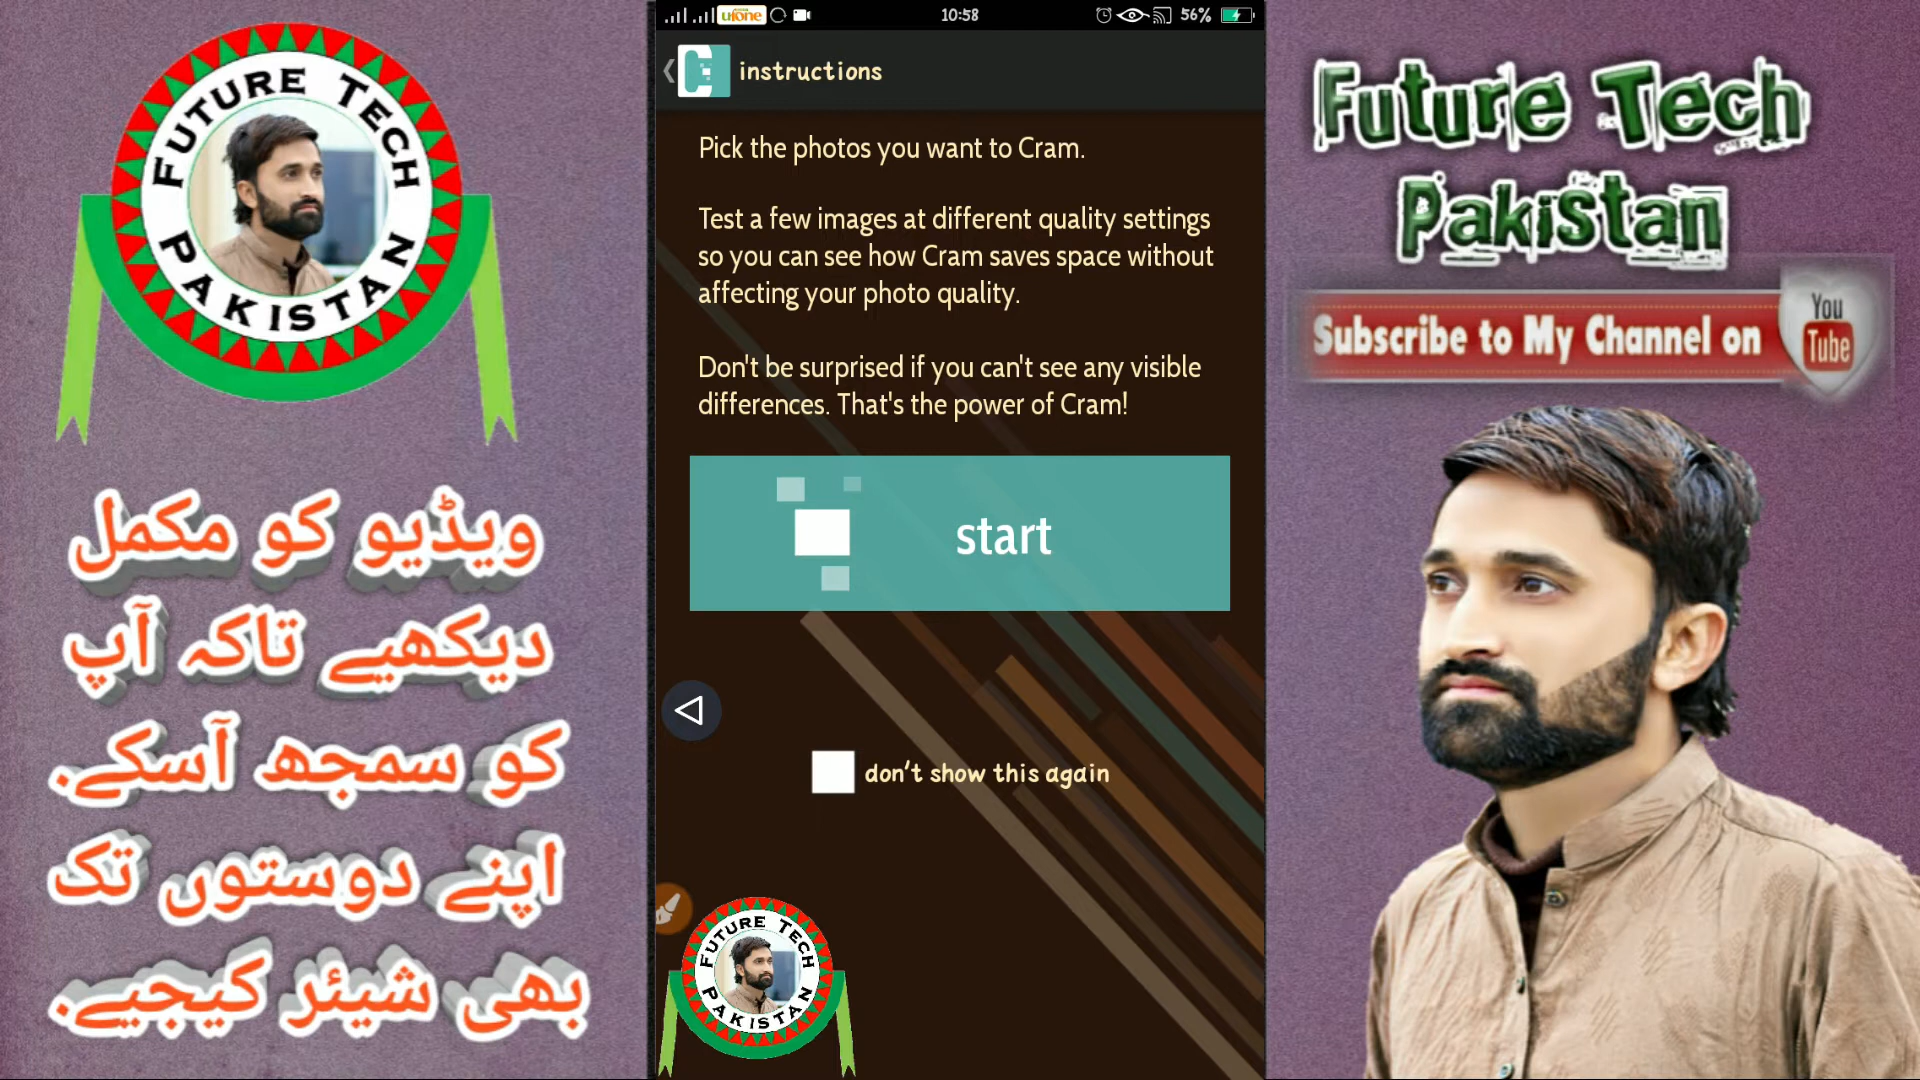 FUTURE TECH
PAKISTAN
ویڈیو کو مکمل
دیکھیے تاکہ آپ
کو سمجھ آسکے.
اپنے دوستوں تک
بھی شیئر کیجیے.
ufone
10:58
56%
instructions
Pick the photos you want to Cram.
Test a few images at different quality settings
so you can see how Cram saves space without
affecting your photo quality.
Don't be surprised if you can't see any visible
differences. That's the power of Cram!
start
don't show this again
FUTURE TECH
PAKISTAN
Future Tech
Pakistan
Subscribe to My Channel on
You
Tube